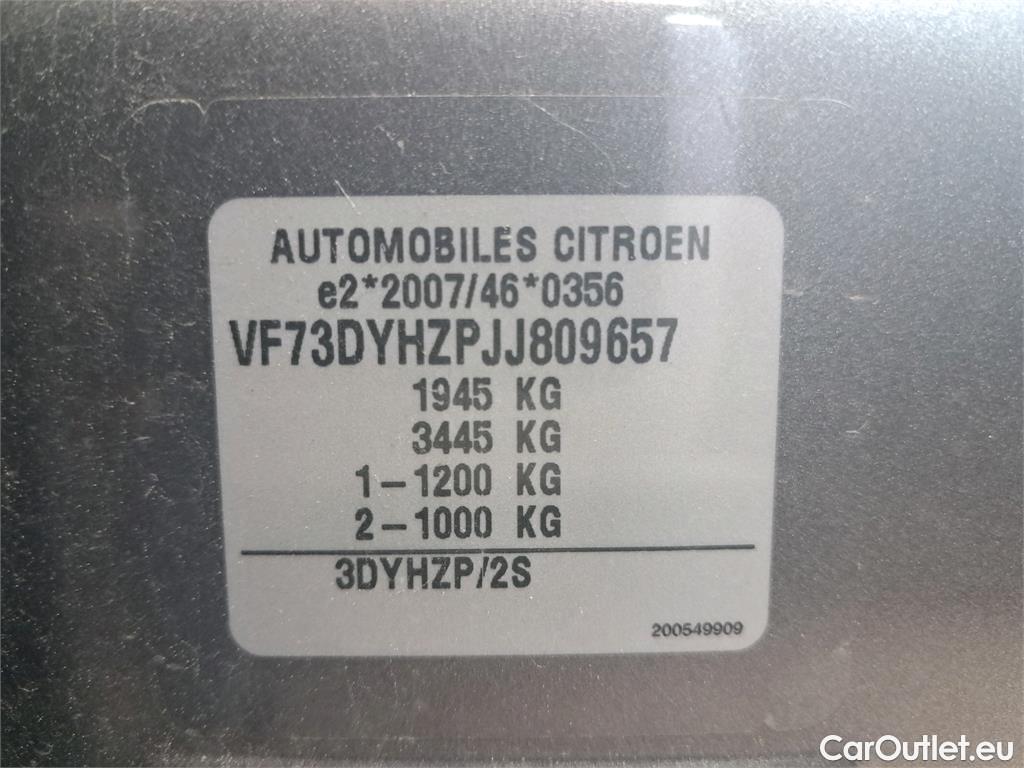 AUTOMOBILES CITROEN
e2*2007/46*0356
VF73DYHZPJJ809657
1945 KG
3445 KG
1-1200 KG
2-1000 KG
3DYHZP/2S
200549909
CarOutlet.eu